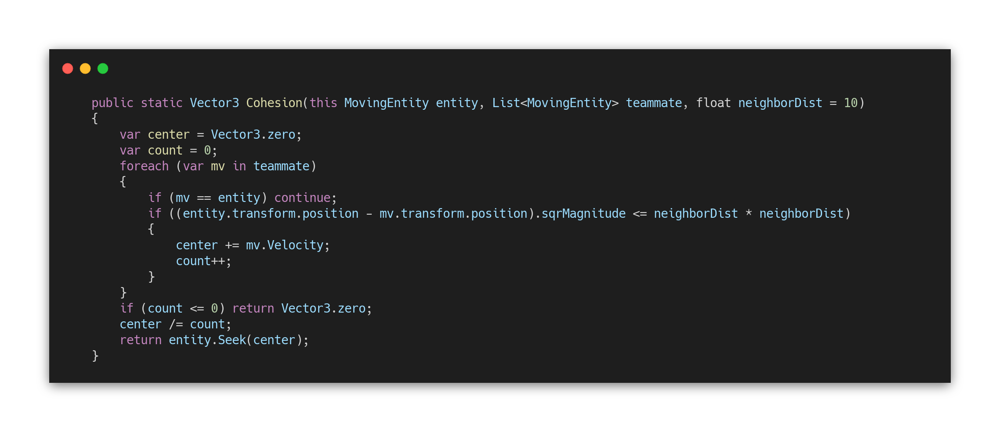 public static Vector3 Cohesion(this MovingEntity entity, List<MovingEntity> teammate, float neighborDist = 10)
{
    var center = Vector3.zero;
    var count = 0;
    foreach (var mv in teammate)
    {
        if (mv == entity) continue;
        if ((entity.transform.position - mv.transform.position).sqrMagnitude <= neighborDist * neighborDist)
        {
            center += mv.Velocity;
            count++;
        }
    }
    if (count <= 0) return Vector3.zero;
    center /= count;
    return entity.Seek(center);
}